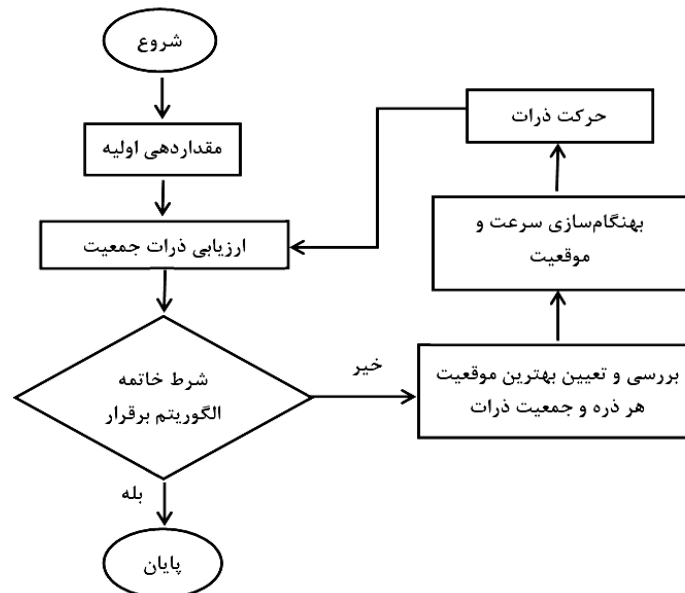 شروع
مقداردهی اولیه
ارزیابی ذرات جمعیت
شرط خاتمه
الگوریتم برقرار
خیر
بررسی و تعیین بهترین موقعیت
هر ذره و جمعیت ذرات
بهنگام‌سازی سرعت و
موقعیت
حرکت ذرات
بله
پایان